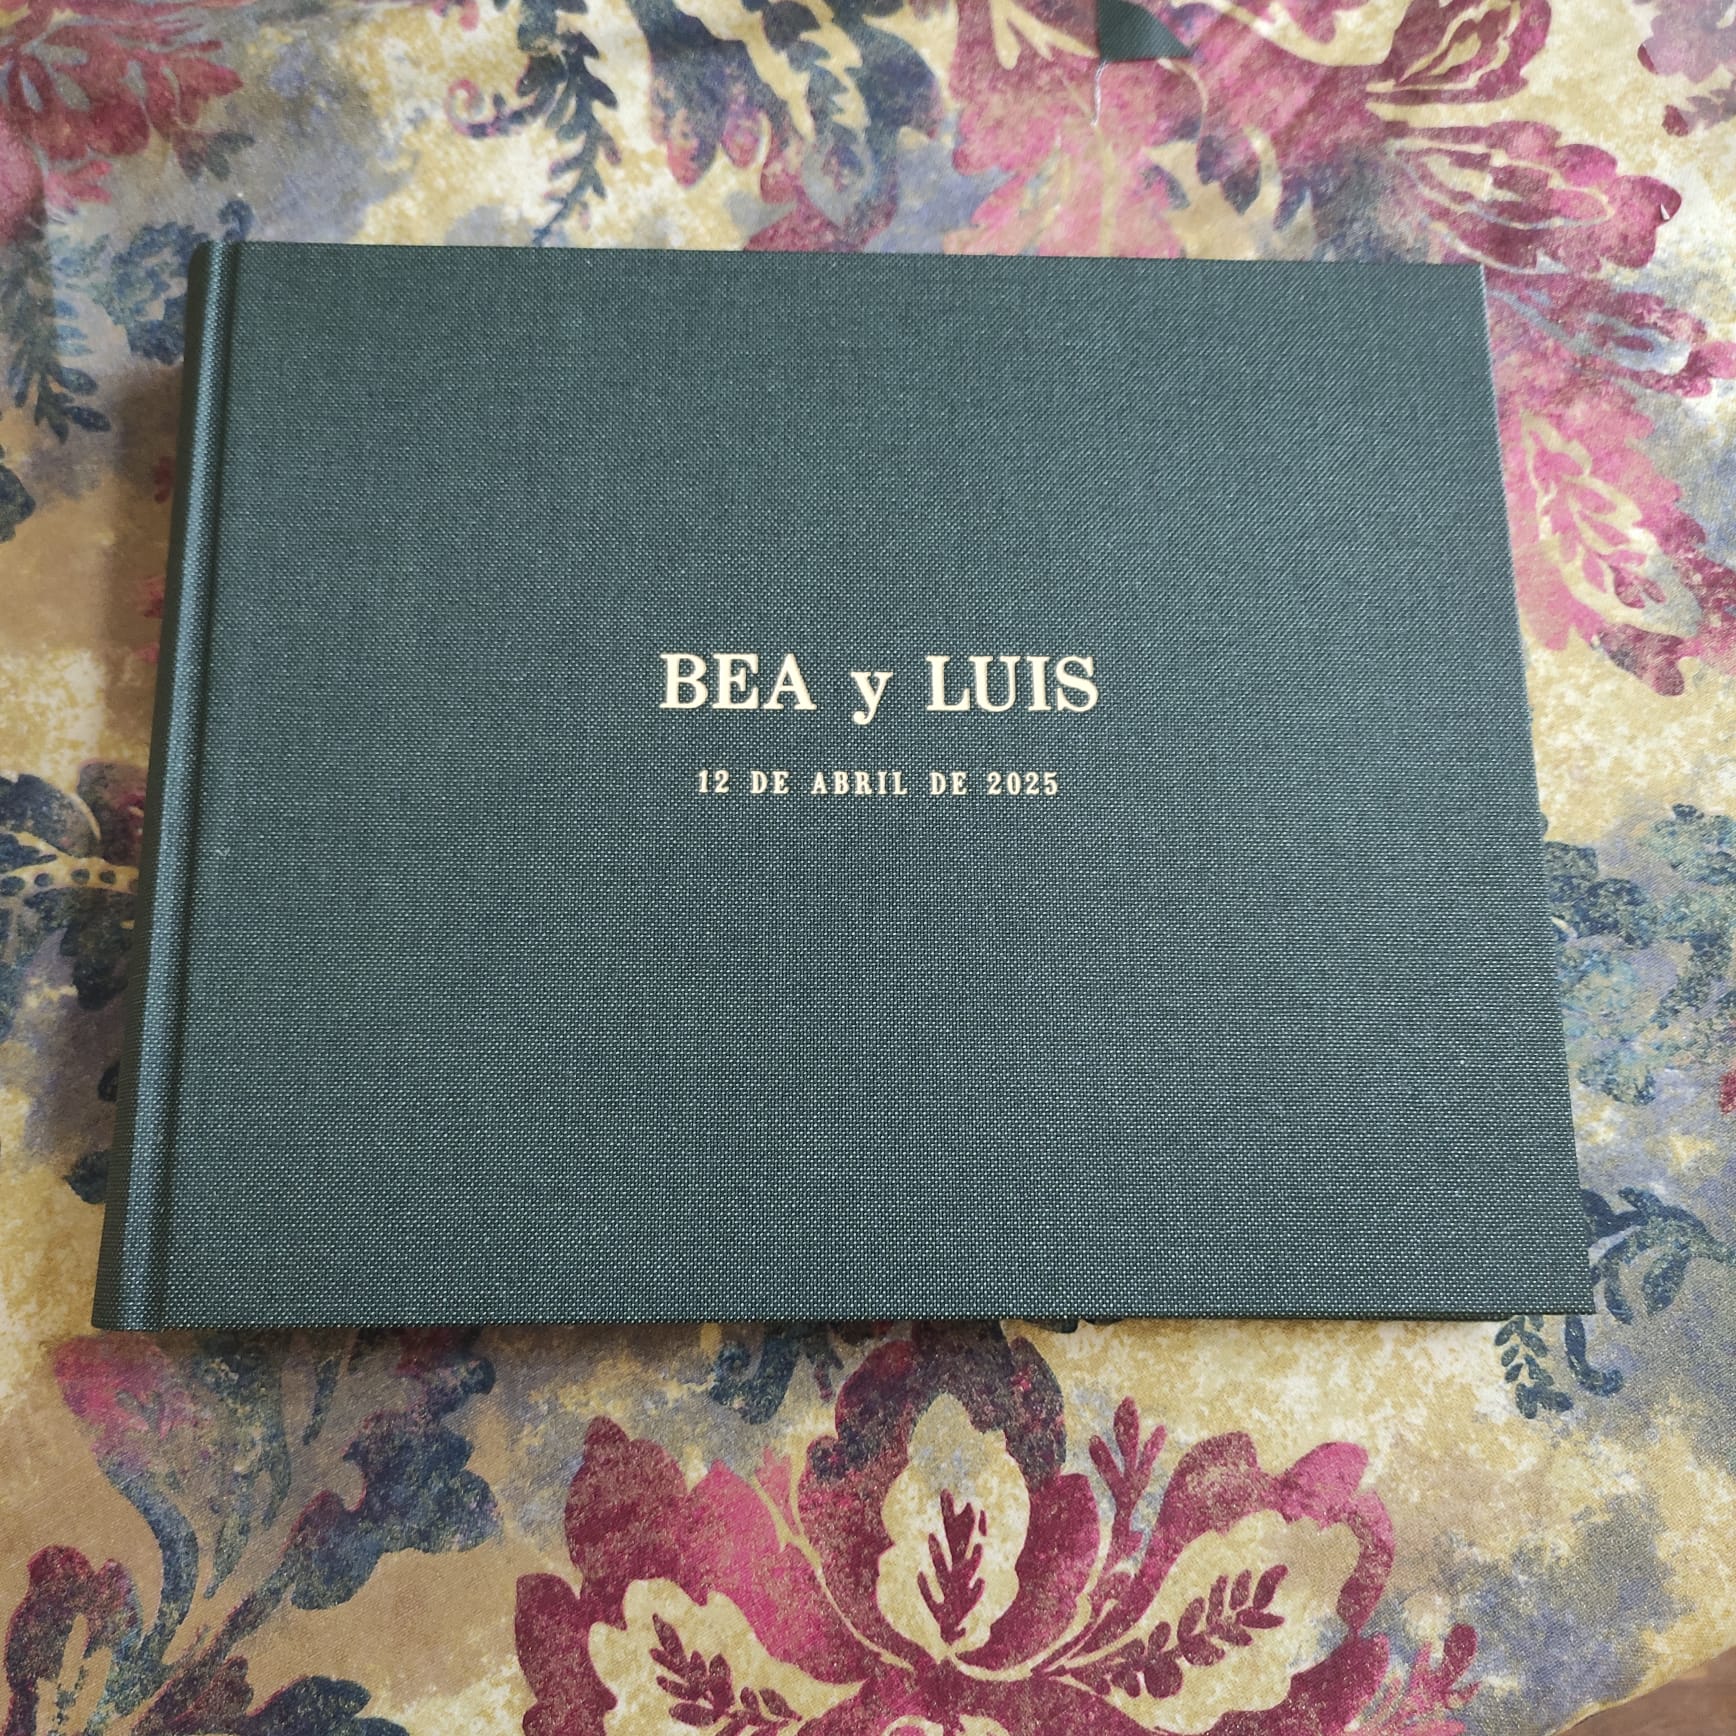 BEA y LUIS
12 DE ABRIL DE 2025